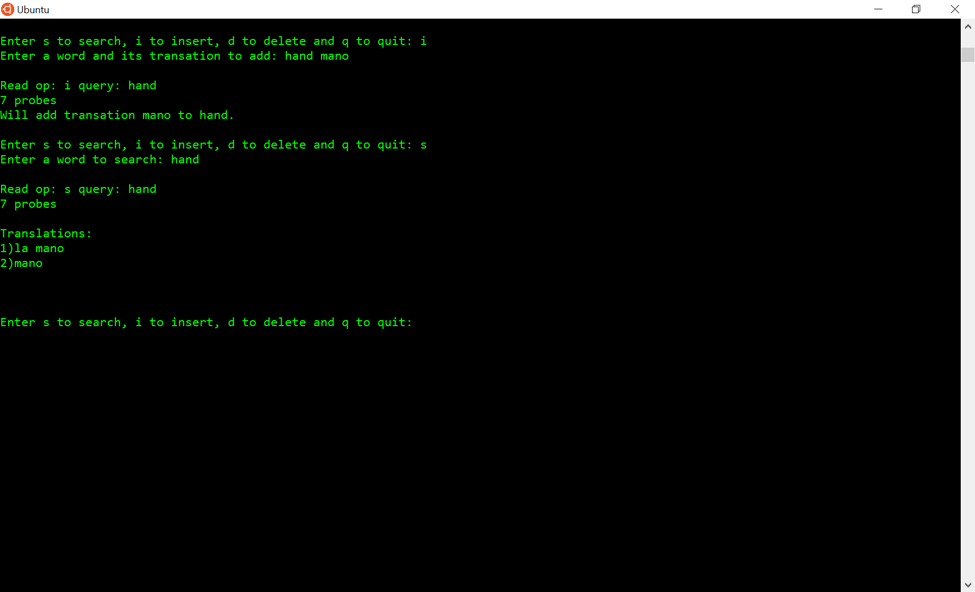 Ubuntu
Enter s to search, i to insert, d to delete and q to quit: i
Enter a word and its transation to add: hand mano
Read op: i query: hand
7 probes
Will add transation mano to hand.
Enter s to search, i to insert, d to delete and q to quit: s
Enter a word to search: hand
Read op: s query: hand
7 probes
Translations:
1)la mano
2)mano
Enter s to search, i to insert, d to delete and q to quit: